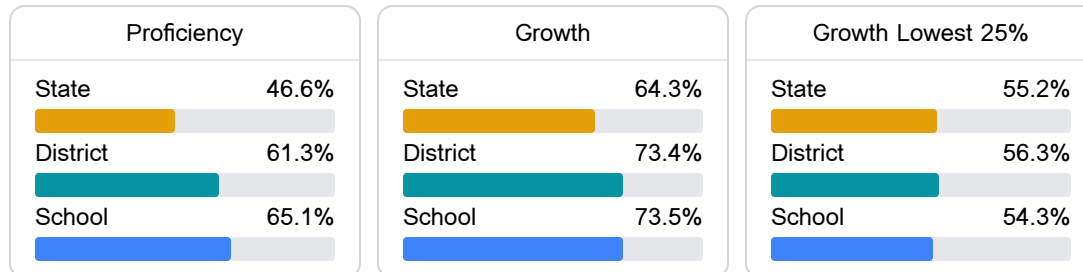 Proficiency
State 46.6%
District 61.3%
School 65.1%
Growth
State 64.3%
District 73.4%
School 73.5%
Growth Lowest 25%
State 55.2%
District 56.3%
School 54.3%